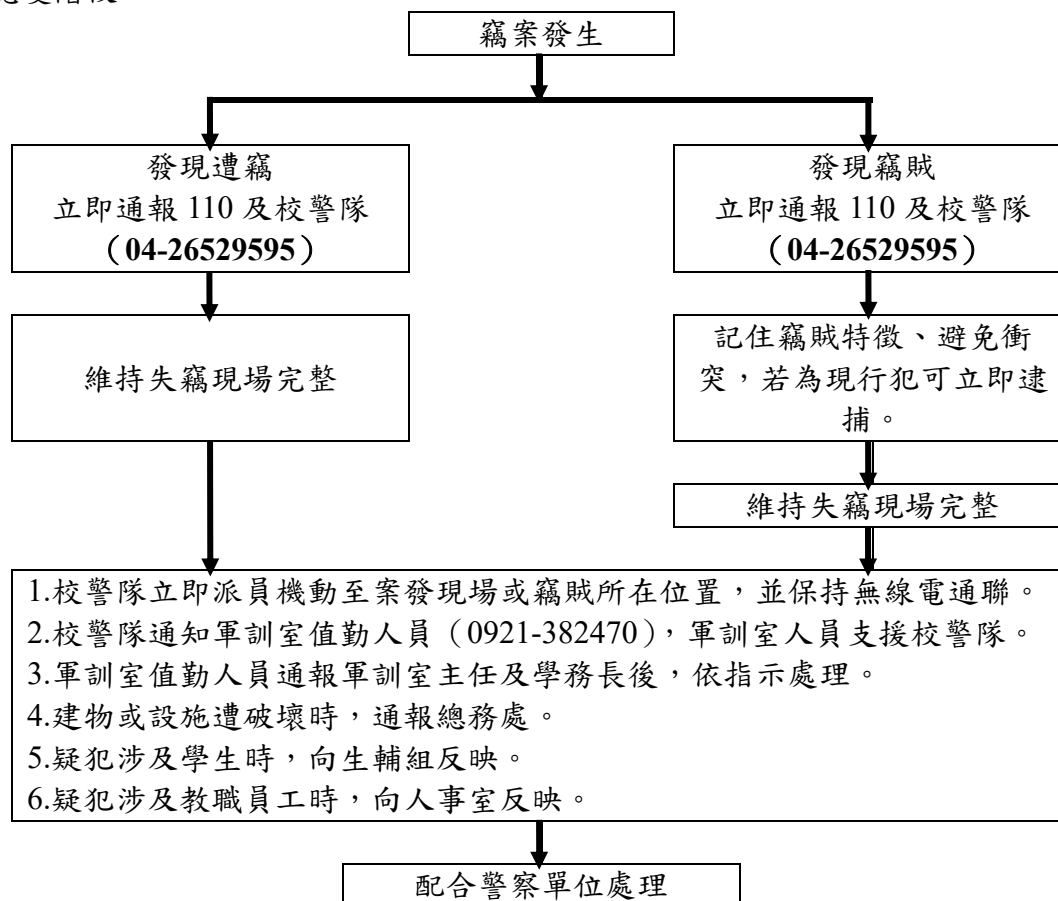 竊案發生
發現遭竊
立即通報 110 及校警隊
（04-26529595）
維持失竊現場完整
發現竊賊
立即通報 110 及校警隊
（04-26529595）
記住竊賊特徵、避免衝
突，若為現行犯可立即逮
捕。
維持失竊現場完整
1.校警隊立即派員機動至案發現場或竊賊所在位置，並保持無線電通聯。
2.校警隊通知軍訓室值勤人員（0921-382470），軍訓室人員支援校警隊。
3.軍訓室值勤人員通報軍訓室主任及學務長後，依指示處理。
4.建物或設施遭破壞時，通報總務處。
5.疑犯涉及學生時，向生輔組反映。
6.疑犯涉及教職員工時，向人事室反映。
配合警察單位處理